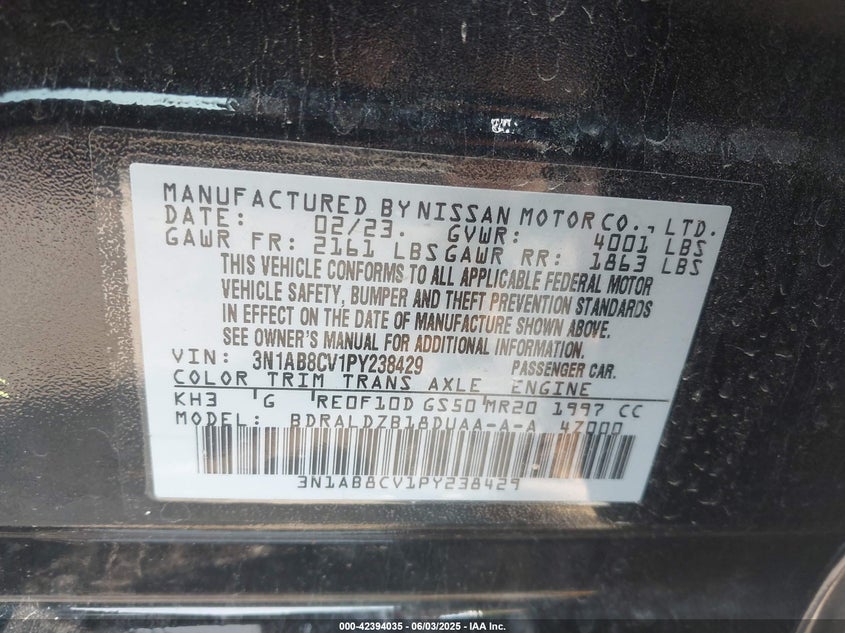 MANUFACTURED BY NISSAN MOTOR CO., LTD.
DATE: 02/23. GVWR: 4001 LBS
GAWR FR: 2161 LBS GAWR RR: 1863 LBS
THIS VEHICLE CONFORMS TO ALL APPLICABLE FEDERAL MOTOR
VEHICLE SAFETY, BUMPER AND THEFT PREVENTION STANDARDS
IN EFFECT ON THE DATE OF MANUFACTURE SHOWN ABOVE.
SEE OWNER'S MANUAL FOR ADDITIONAL INFORMATION.
VIN: 3N1AB8CV1PY238429 PASSENGER CAR.
COLOR TRIM TRANS AXLE ENGINE
KH3 G RE0F10D GS50 MR20 1997 CC
MODEL: BDRALDZB18DUAA-A-A 47000
3N1AB8CV1PY238429
000-42394035 - 06/03/2025 - IAA Inc.